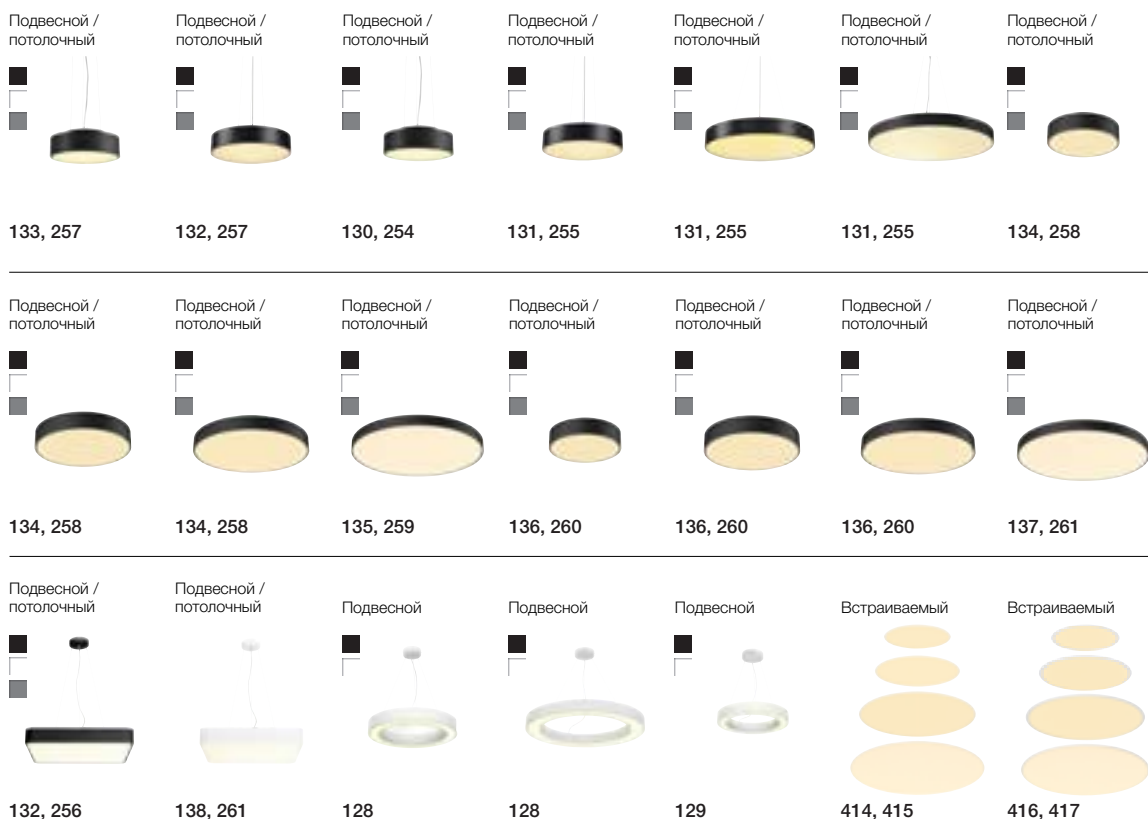 Подвесной /
потолочный
133, 257
Подвесной /
потолочный
132, 257
Подвесной /
потолочный
130, 254
Подвесной /
потолочный
131, 255
Подвесной /
потолочный
131, 255
Подвесной /
потолочный
131, 255
Подвесной /
потолочный
134, 258
Подвесной /
потолочный
134, 258
Подвесной /
потолочный
134, 258
Подвесной /
потолочный
135, 259
Подвесной /
потолочный
136, 260
Подвесной /
потолочный
136, 260
Подвесной /
потолочный
136, 260
Подвесной /
потолочный
137, 261
Подвесной /
потолочный
132, 256
Подвесной /
потолочный
138, 261
Подвесной
128
Подвесной
128
Подвесной
129
Встраиваемый
414, 415
Встраиваемый
416, 417